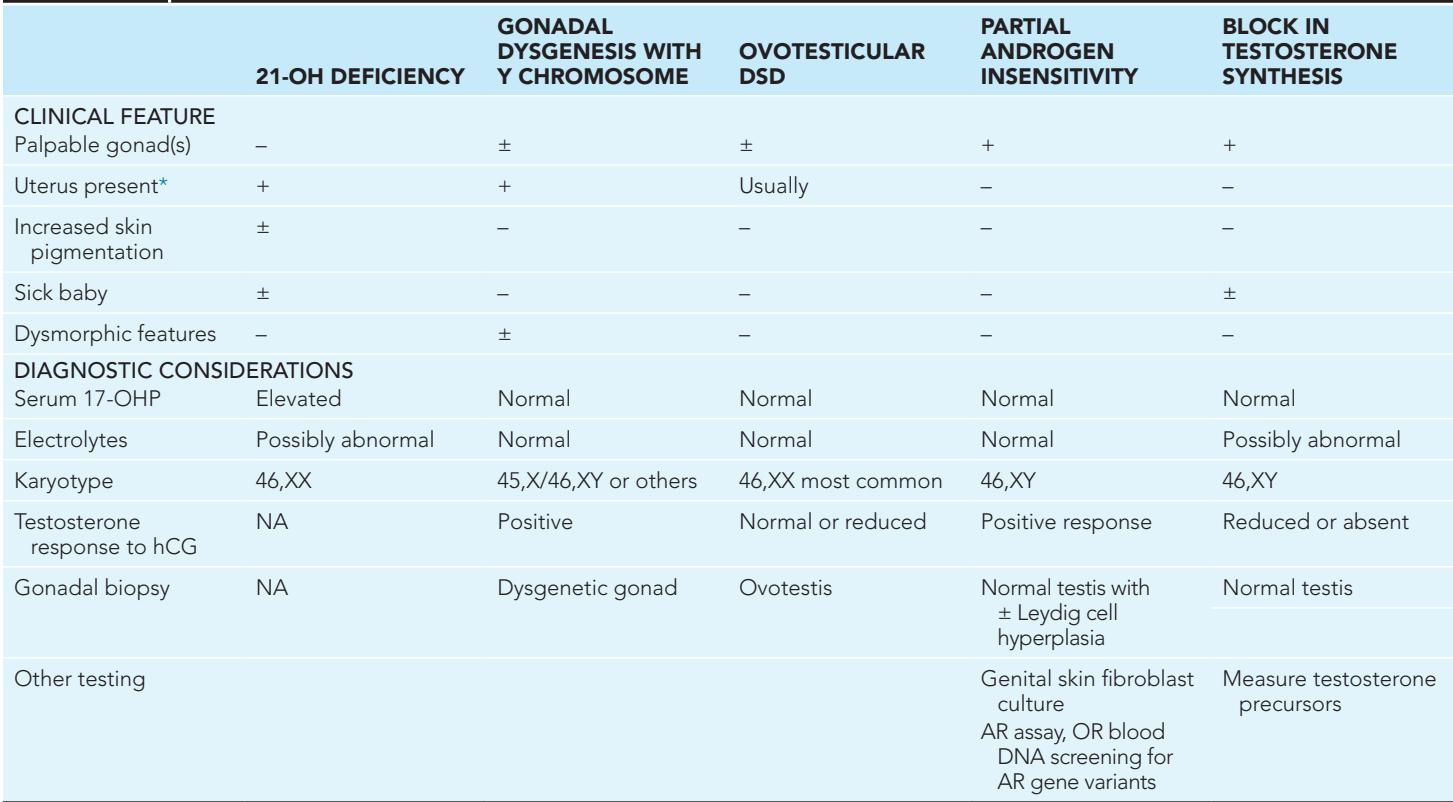 21-OH DEFICIENCY
GONADAL
DYSGENESIS WITH
Y CHROMOSOME
OVOTESTICULAR
DSD
PARTIAL
ANDROGEN
INSENSITIVITY
BLOCK IN
TESTOSTERONE
SYNTHESIS
CLINICAL FEATURE
Palpable gonad(s) – ± ± + +
Uterus present* + + Usually – –
Increased skin
pigmentation ± – – – –
Sick baby ± – – – ±
Dysmorphic features – ± – – –
DIAGNOSTIC CONSIDERATIONS
Serum 17-OHP Elevated Normal Normal Normal Normal
Electrolytes Possibly abnormal Normal Normal Normal Possibly abnormal
Karyotype 46,XX 45,X/46,XY or others 46,XX most common 46,XY 46,XY
Testosterone
response to hCG
NA Positive Normal or reduced Positive response Reduced or absent
Gonadal biopsy NA Dysgenetic gonad Ovotestis Normal testis with
± Leydig cell
hyperplasia
Normal testis
Other testing
Genital skin fibroblast
culture
AR assay, OR blood
DNA screening for
AR gene variants
Measure testosterone
precursors